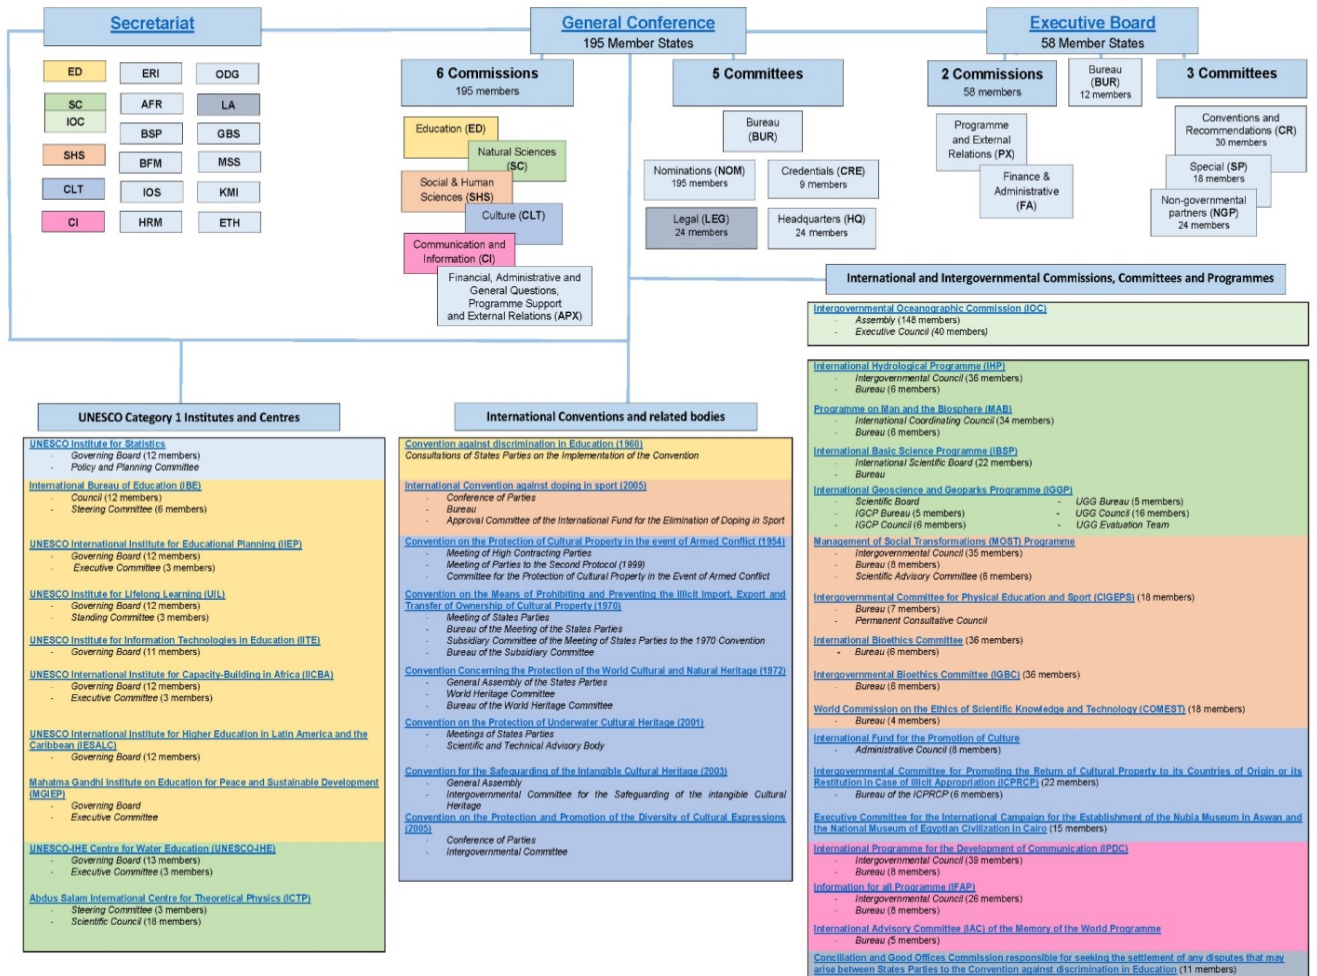 Secretariat
General Conference
195 Member States
Executive Board
58 Member States
ED
ERI
ODG
SC
IOC
AFR
LA
BSP
GBS
SHS
BFM
MSS
CLT
IOS
KMI
CI
HRM
ETH
6 Commissions
195 members
Education (ED)
Natural Sciences
(SC)
Social & Human
Sciences (SHS)
Culture (CLT)
Communication and
Information (CI)
Financial, Administrative and
General Questions,
Programme Support
and External Relations (APX)
5 Committees
Bureau
(BUR)
Nominations (NOM)
195 members
Credentials (CRE)
9 members
Legal (LEG)
24 members
Headquarters (HQ)
24 members
2 Commissions
58 members
Programme
and External
Relations (PX)
Finance &
Administrative
(FA)
Bureau
(BUR)
12 members
3 Committees
Conventions and
Recommendations (CR)
30 members
Special (SP)
18 members
Non-governmental
partners (NGP)
24 members
International and Intergovernmental Commissions, Committees and Programmes
Intergovernmental Oceanographic Commission (IOC)
- Assembly (148 members)
- Executive Council (40 members)
International Hydrological Programme (IHP)
- Intergovernmental Council (36 members)
- Bureau (6 members)
Programme on Man and the Biosphere (MAB)
- International Coordinating Council (34 members)
- Bureau (6 members)
International Basic Science Programme (IBSP)
- International Scientific Board (22 members)
- Bureau
International Geoscience and Geoparks Programme (IGGP)
- Scientific Board
- IGCP Bureau (5 members)
- IGCP Council (6 members)
- UGG Bureau (5 members)
- UGG Council (16 members)
- UGG Evaluation Team
Management of Social Transformations (MOST) Programme
- Intergovernmental Council (35 members)
- Bureau (8 members)
- Scientific Advisory Committee (6 members)
Intergovernmental Committee for Physical Education and Sport (CIGEPS) (18 members)
- Bureau (7 members)
- Permanent Consultative Council
International Bioethics Committee (36 members)
- Bureau (6 members)
Intergovernmental Bioethics Committee (IGBC) (36 members)
- Bureau (6 members)
World Commission on the Ethics of Scientific Knowledge and Technology (COMEST) (18 members)
- Bureau (4 members)
International Fund for the Promotion of Culture
- Administrative Council (8 members)
Intergovernmental Committee for Promoting the Return of Cultural Property to its Countries of Origin or its
Restitution in Case of Illicit Appropriation (ICPRCP) (22 members)
- Bureau of the ICPRCP (6 members)
Executive Committee for the International Campaign for the Establishment of the Nubia Museum in Aswan and
the National Museum of Egyptian Civilization in Cairo (15 members)
International Programme for the Development of Communication (IPDC)
- Intergovernmental Council (39 members)
- Bureau (8 members)
Information for all Programme (IFAP)
- Intergovernmental Council (26 members)
- Bureau (8 members)
International Advisory Committee (IAC) of the Memory of the World Programme
- Bureau (5 members)
Conciliation and Good Offices Commission responsible for seeking the settlement of any disputes that may
arise between States Parties to the Convention against discrimination in Education (11 members)
UNESCO Category 1 Institutes and Centres
UNESCO Institute for Statistics
- Governing Board (12 members)
- Policy and Planning Committee
International Bureau of Education (IBE)
- Council (12 members)
- Steering Committee (6 members)
UNESCO International Institute for Educational Planning (IIEP)
- Governing Board (12 members)
- Executive Committee (3 members)
UNESCO Institute for Lifelong Learning (UIL)
- Governing Board (12 members)
- Standing Committee (3 members)
UNESCO Institute for Information Technologies in Education (IITE)
- Governing Board (11 members)
UNESCO International Institute for Capacity-Building in Africa (IICBA)
- Governing Board (12 members)
- Executive Committee (3 members)
UNESCO International Institute for Higher Education in Latin America and the
Caribbean (IESALC)
- Governing Board (12 members)
Mahatma Gandhi Institute on Education for Peace and Sustainable Development
(MGIEP)
- Governing Board
- Executive Committee
UNESCO-IHE Centre for Water Education (UNESCO-IHE)
- Governing Board (13 members)
- Executive Committee (3 members)
Abdus Salam International Centre for Theoretical Physics (ICTP)
- Steering Committee (3 members)
- Scientific Council (18 members)
International Conventions and related bodies
Convention against discrimination in Education (1960)
Consultations of States Parties on the Implementation of the Convention
International Convention against doping in sport (2005)
- Conference of Parties
- Bureau
- Approval Committee of the International Fund for the Elimination of Doping in Sport
Convention on the Protection of Cultural Property in the event of Armed Conflict (1954)
- Meeting of High Contracting Parties
- Meeting of Parties to the Second Protocol (1999)
- Committee for the Protection of Cultural Property in the Event of Armed Conflict
Convention on the Means of Prohibiting and Preventing the Illicit Import, Export and
Transfer of Ownership of Cultural Property (1970)
- Meeting of States Parties
- Bureau of the Meeting of the States Parties
- Subsidiary Committee of the Meeting of States Parties to the 1970 Convention
- Bureau of the Subsidiary Committee
Convention Concerning the Protection of the World Cultural and Natural Heritage (1972)
- General Assembly of the States Parties
- World Heritage Committee
- Bureau of the World Heritage Committee
Convention on the Protection of Underwater Cultural Heritage (2001)
- Meetings of States Parties
- Scientific and Technical Advisory Body
Convention for the Safeguarding of the Intangible Cultural Heritage (2003)
- General Assembly
- Intergovernmental Committee for the Safeguarding of the intangible Cultural
Heritage
Convention on the Protection and Promotion of the Diversity of Cultural Expressions
(2005)
- Conference of Parties
- Intergovernmental Committee